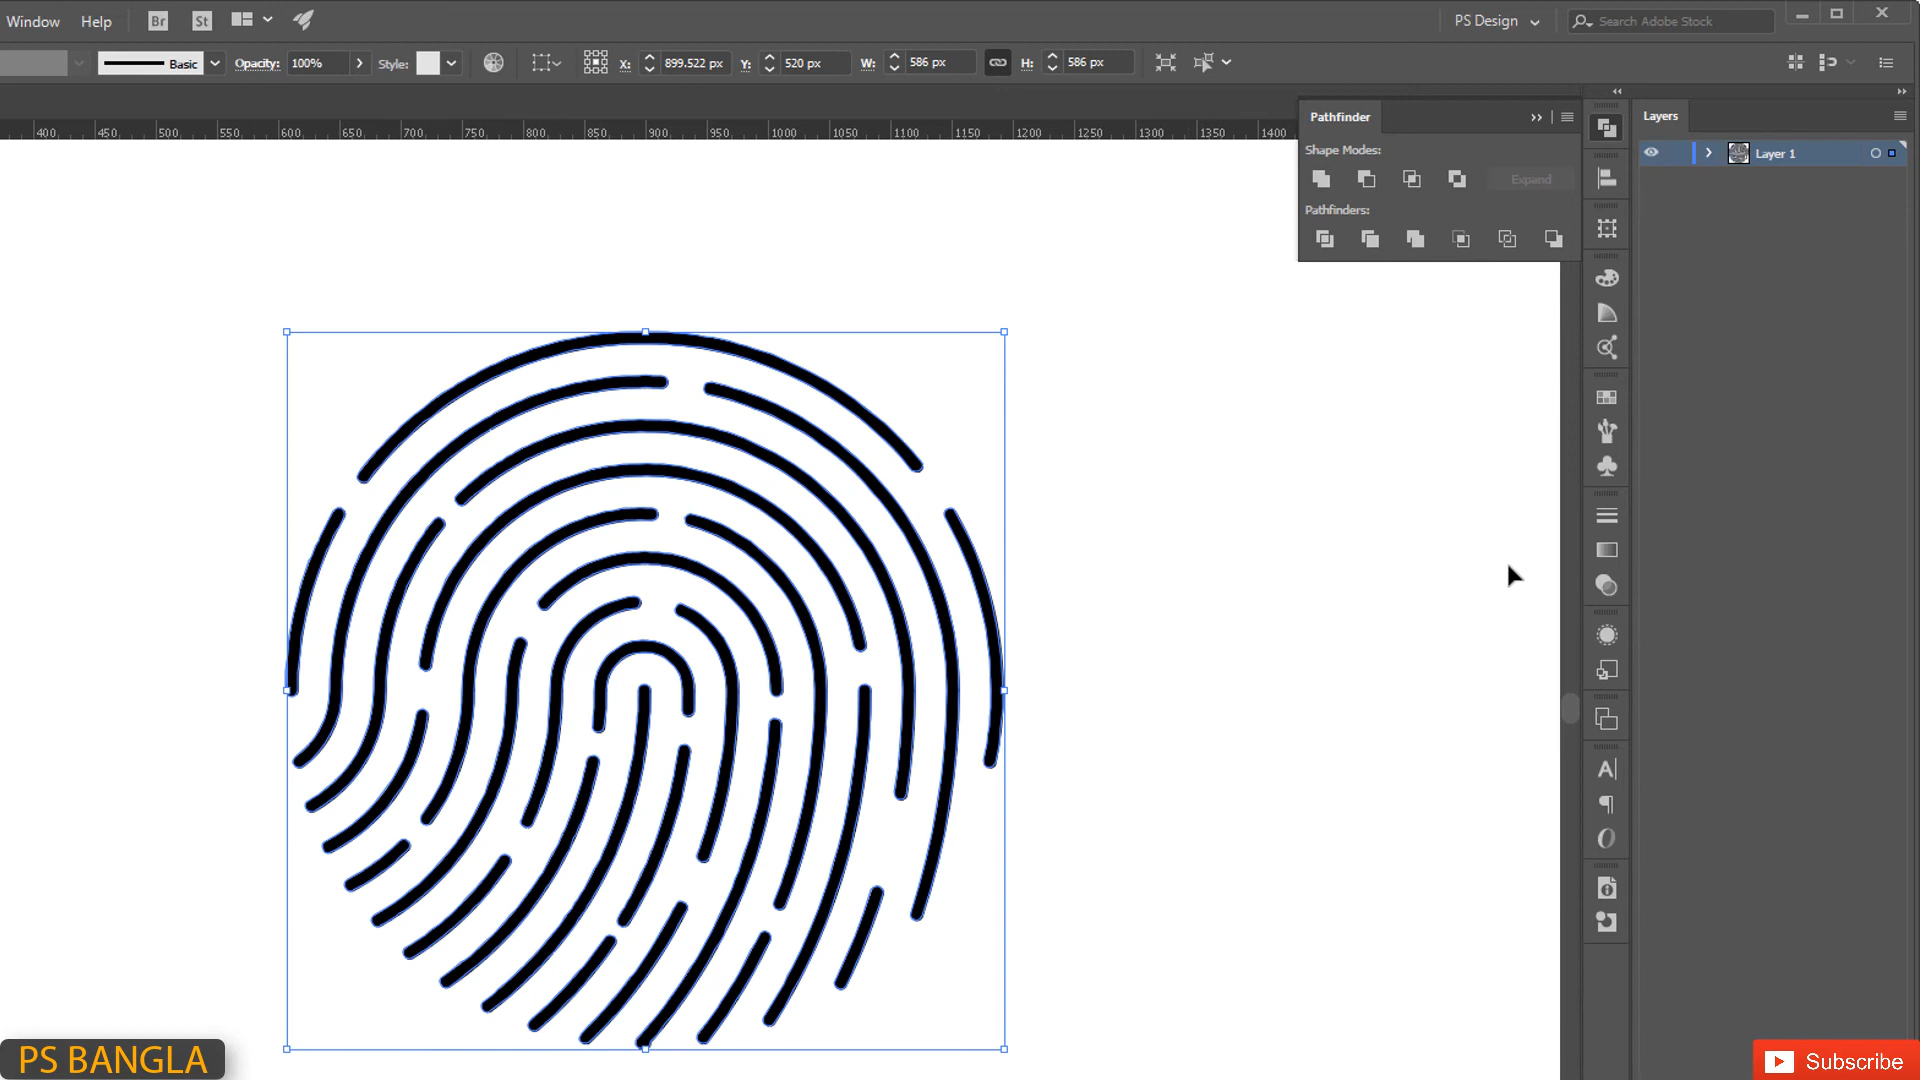 Window Help Br St PS Design Search Adobe Stock
Basic Opacity: 100% Style: X: 899.522 px Y: 520 px W: 586 px H: 586 px
400 450 500 550 600 650 700 750 800 850 900 950 1000 1050 1100 1150 1200 1250 1300 1350 1400
Pathfinder
Shape Modes:
Expand
Pathfinders:
Layers
Layer 1
PS BANGLA
Subscribe